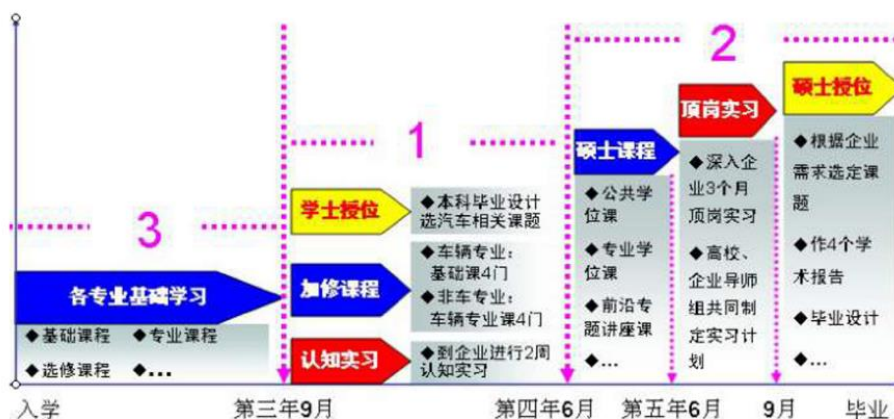 3
各专业基础学习
◆基础课程 ◆专业课程
◆选修课程 ◆...
1
学士授位
◆本科毕业设计
选汽车相关课题
加修课程
◆车辆专业：
基础课4门
◆非车专业：
车辆专业课4门
认知实习
◆到企业进行2周
认知实习
2
硕士课程
◆公共学
位课
◆专业学
位课
◆前沿专
题讲座课
◆...
顶岗实习
◆深入企
业3个月
顶岗实习
◆高校、
企业导师
组共同制
定实习计
划
硕士授位
◆根据企业
需求选定课
题
◆作4个学
术报告
◆毕业设计
◆...
入学 第三年9月 第四年6月 第五年6月 9月 毕业